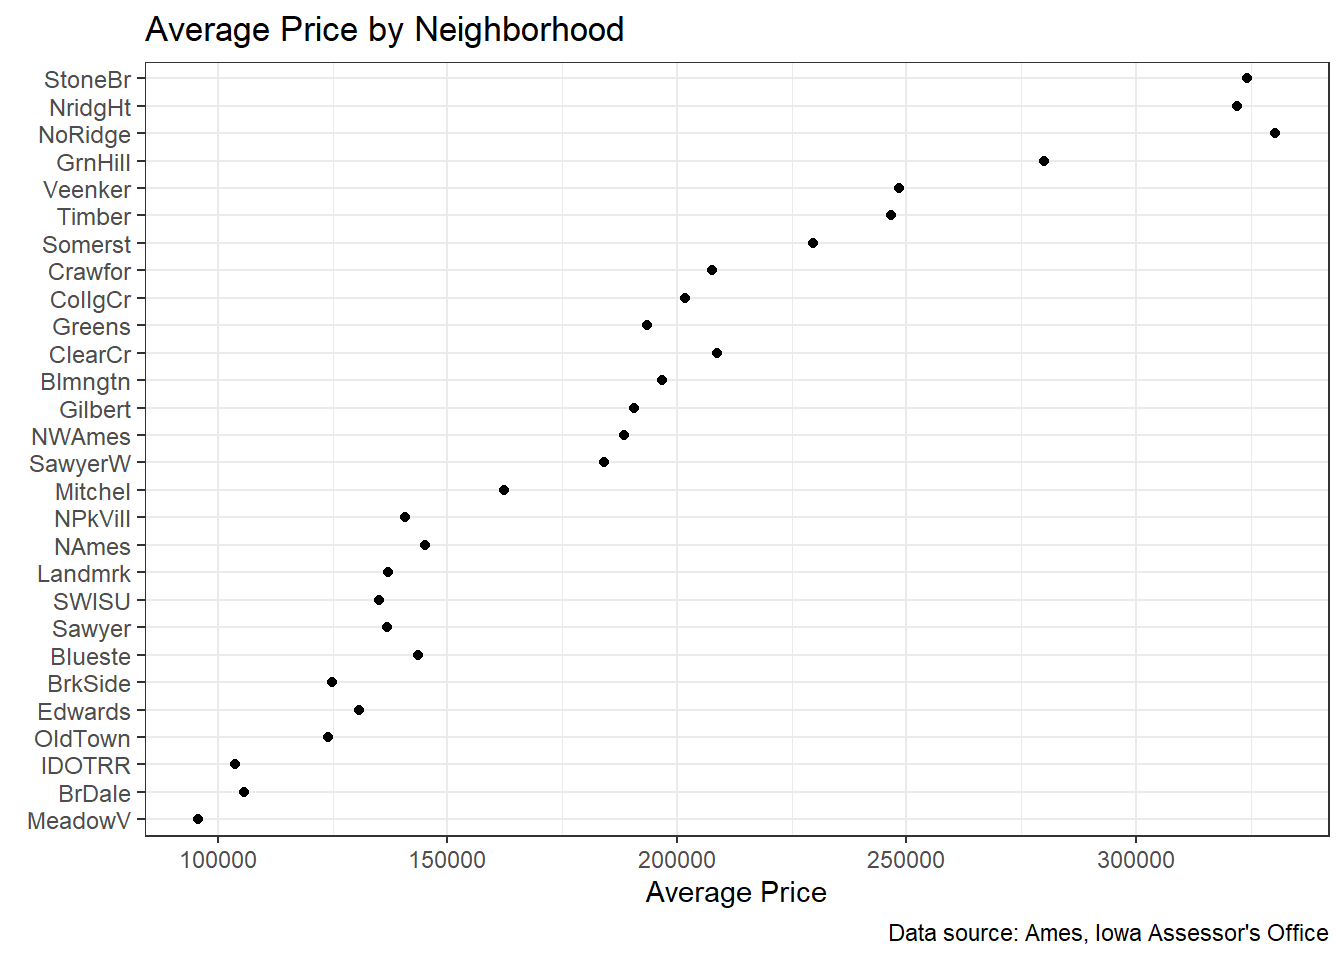 Average Price by Neighborhood
StoneBr
NridgHt
NoRidge
GrnHill
Veenker
Timber
Somerst
Crawfor
CollgCr
Greens
ClearCr
Blmngtn
Gilbert
NWAmes
SawyerW
Mitchel
NPkVill
NAmes
Landmrk
SWISU
Sawyer
Blueste
BrkSide
Edwards
OldTown
IDOTRR
BrDale
MeadowV
100000 150000 200000 250000 300000
Average Price
Data source: Ames, Iowa Assessor's Office